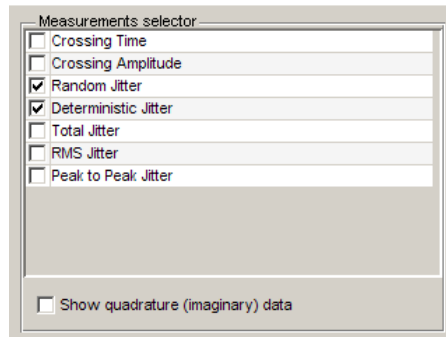 Measurements selector
Crossing Time
Crossing Amplitude
Random Jitter
Deterministic Jitter
Total Jitter
RMS Jitter
Peak to Peak Jitter
Show quadrature (imaginary) data